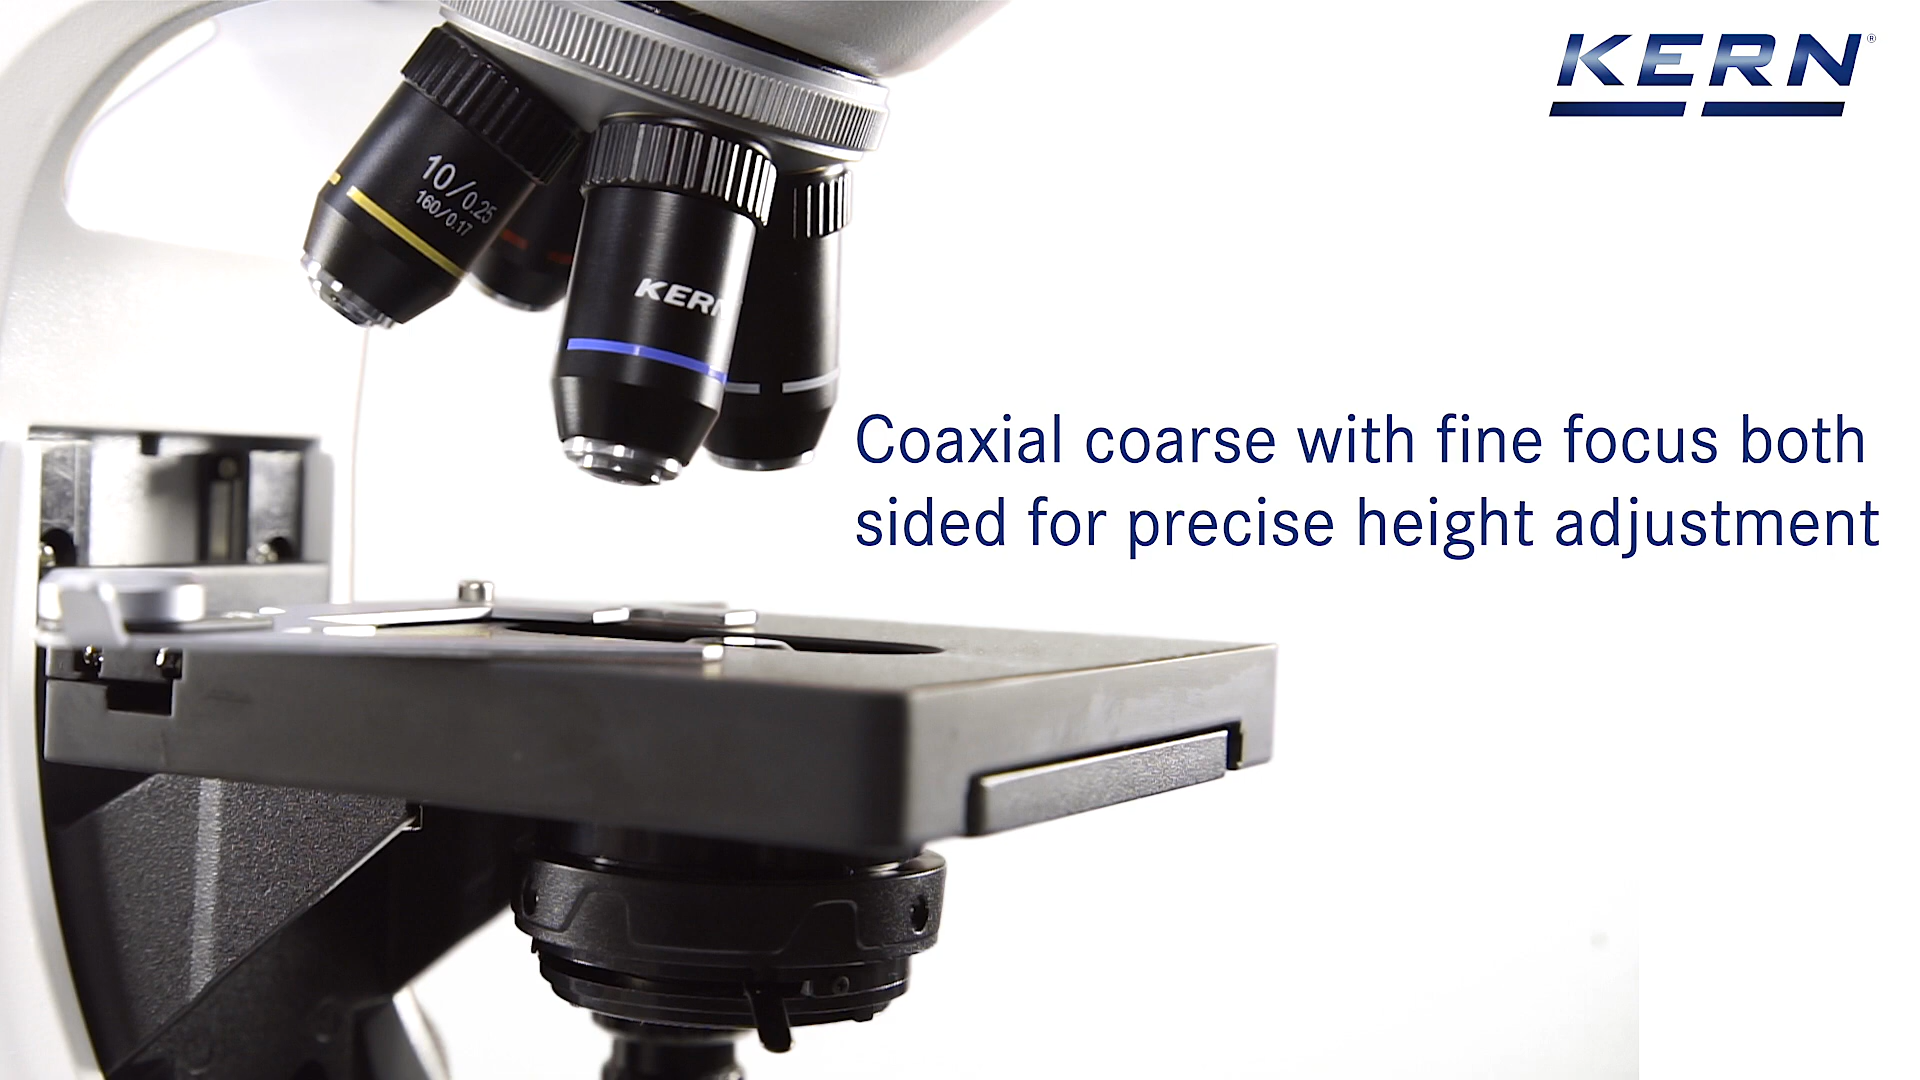 KERN®
10/0.25
160/0.17
KERN
Coaxial coarse with fine focus both
sided for precise height adjustment